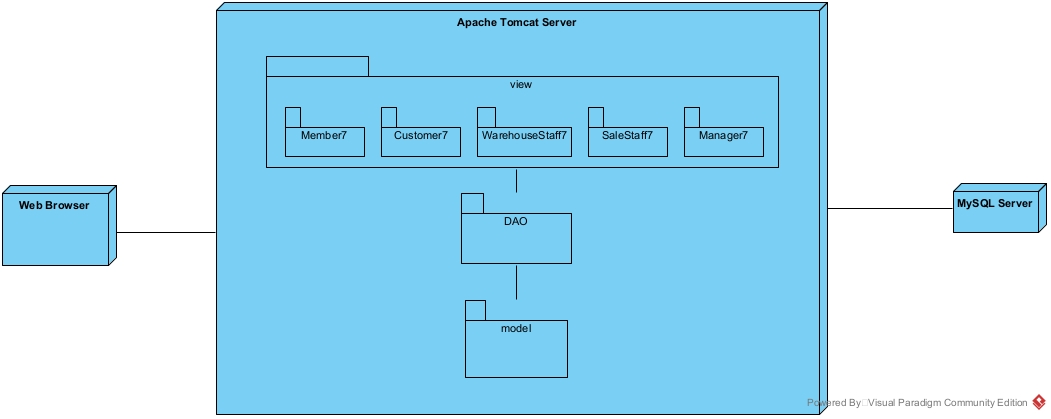 Apache Tomcat Server
view
Member7
Customer7
WarehouseStaff7
SaleStaff7
Manager7
Web Browser
MySQL Server
DAO
model
Powered By Visual Paradigm Community Edition